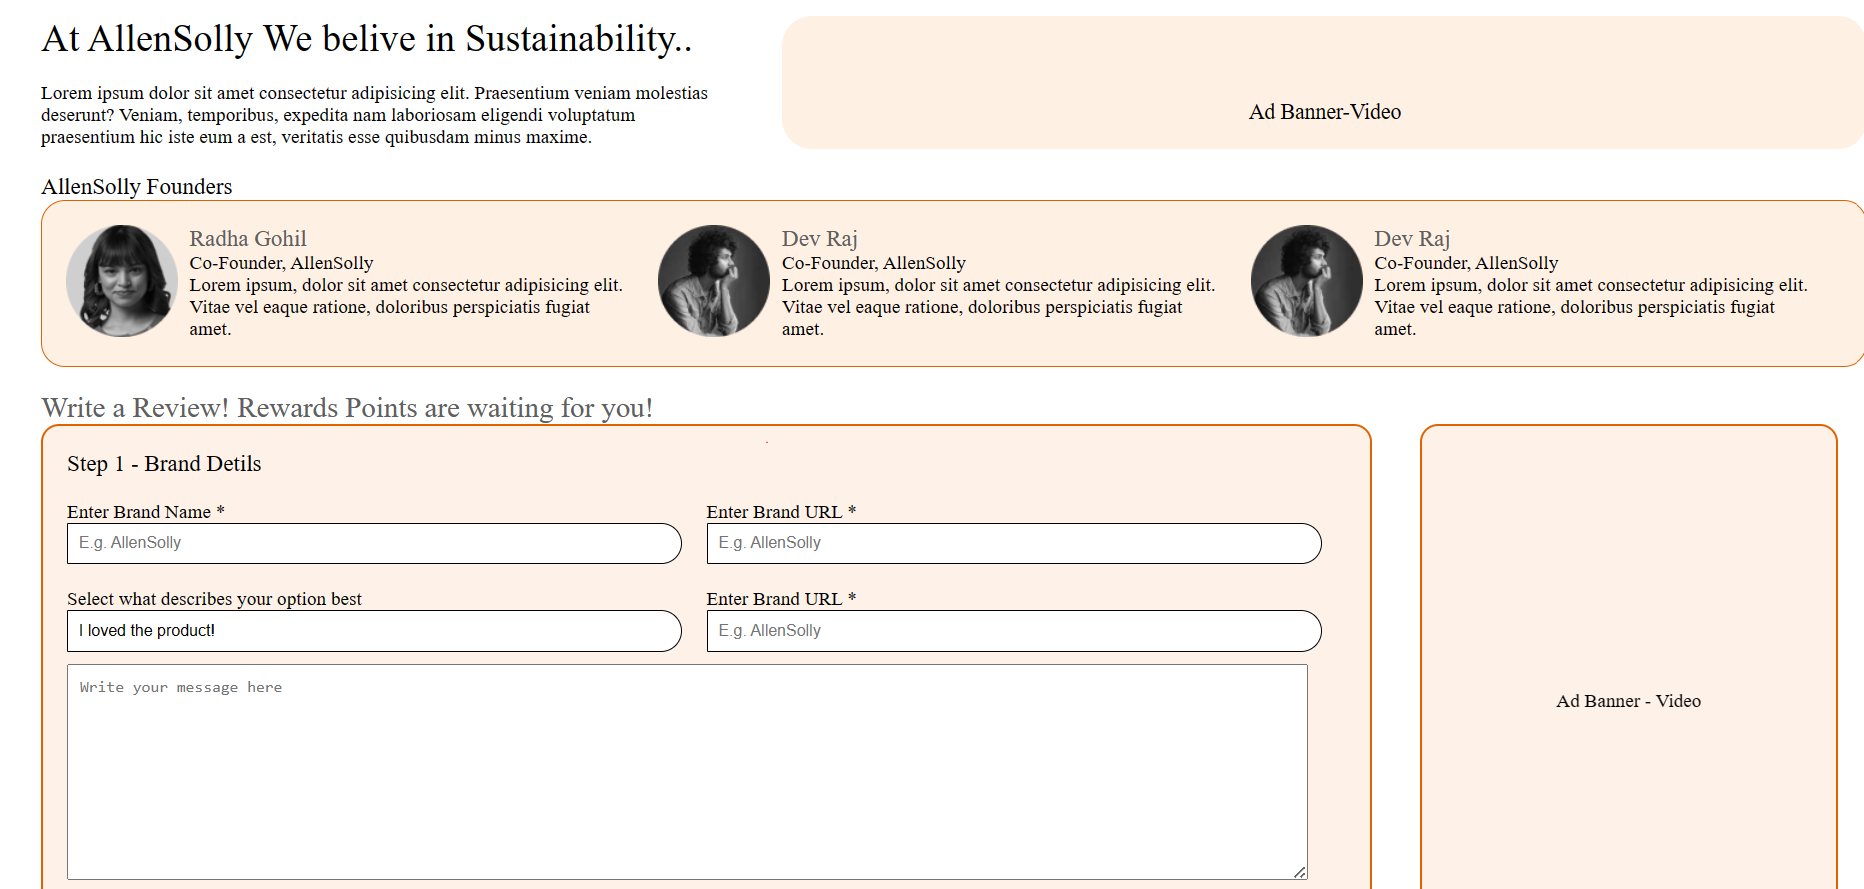 At AllenSolly We belive in Sustainability..
Lorem ipsum dolor sit amet consectetur adipisicing elit. Praesentium veniam molestias
deserunt? Veniam, temporibus, expedita nam laboriosam eligendi voluptatum
praesentium hic iste eum a est, veritatis esse quibusdam minus maxime.
Ad Banner-Video
AllenSolly Founders
Radha Gohil
Co-Founder, AllenSolly
Lorem ipsum, dolor sit amet consectetur adipisicing elit.
Vitae vel eaque ratione, doloribus perspiciatis fugiat
amet.
Dev Raj
Co-Founder, AllenSolly
Lorem ipsum, dolor sit amet consectetur adipisicing elit.
Vitae vel eaque ratione, doloribus perspiciatis fugiat
amet.
Dev Raj
Co-Founder, AllenSolly
Lorem ipsum, dolor sit amet consectetur adipisicing elit.
Vitae vel eaque ratione, doloribus perspiciatis fugiat
amet.
Write a Review! Rewards Points are waiting for you!
Step 1 - Brand Detils
Enter Brand Name *
E.g. AllenSolly
Enter Brand URL *
E.g. AllenSolly
Select what describes your option best
I loved the product!
Enter Brand URL *
E.g. AllenSolly
Write your message here
Ad Banner - Video